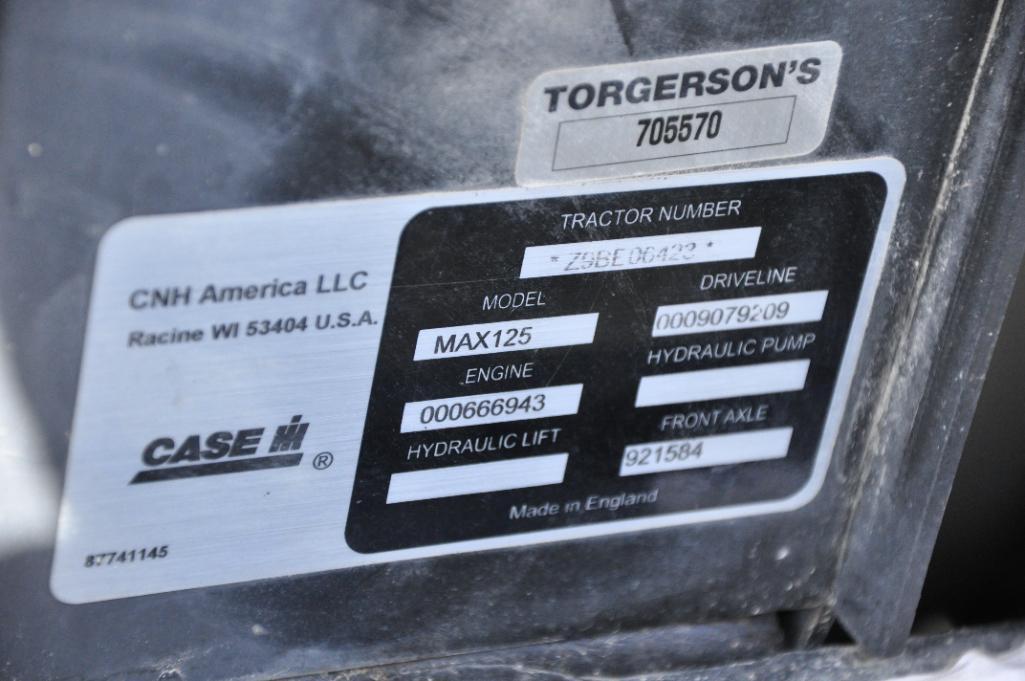 TORGERSON'S
705570
CNH America LLC
Racine WI 53404 U.S.A.
CASE IH ®
87741145
TRACTOR NUMBER
* Z9BE06423 *
MODEL
MAX125
DRIVELINE
0009079209
ENGINE
000666943
HYDRAULIC PUMP
HYDRAULIC LIFT
FRONT AXLE
921584
Made in England